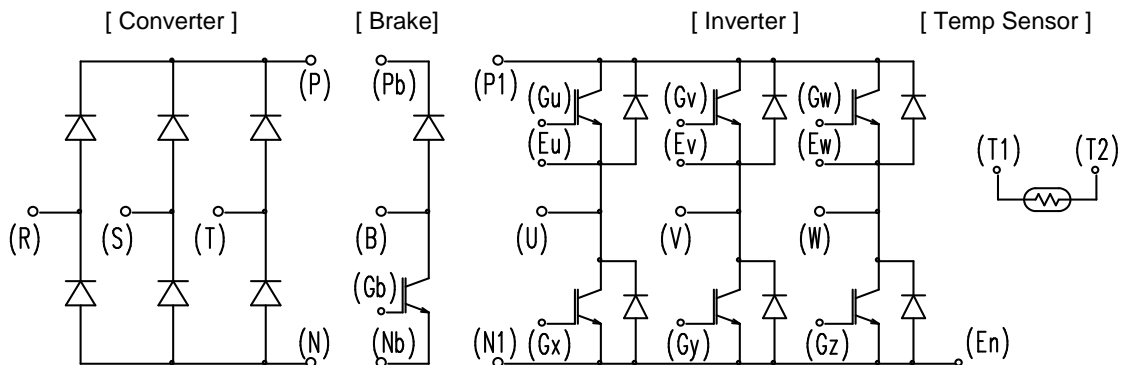 [ Converter ] [ Brake] [ Inverter ] [ Temp Sensor ]
(P) (Pb) (P1)
(Gu) (Gv) (Gw)
(Eu) (Ev) (Ew)
(T1) (T2)
(R) (S) (T) (B) (U) (V) (W)
(Gb)
(N) (Nb) (N1) (Gx) (Gy) (Gz) (En)